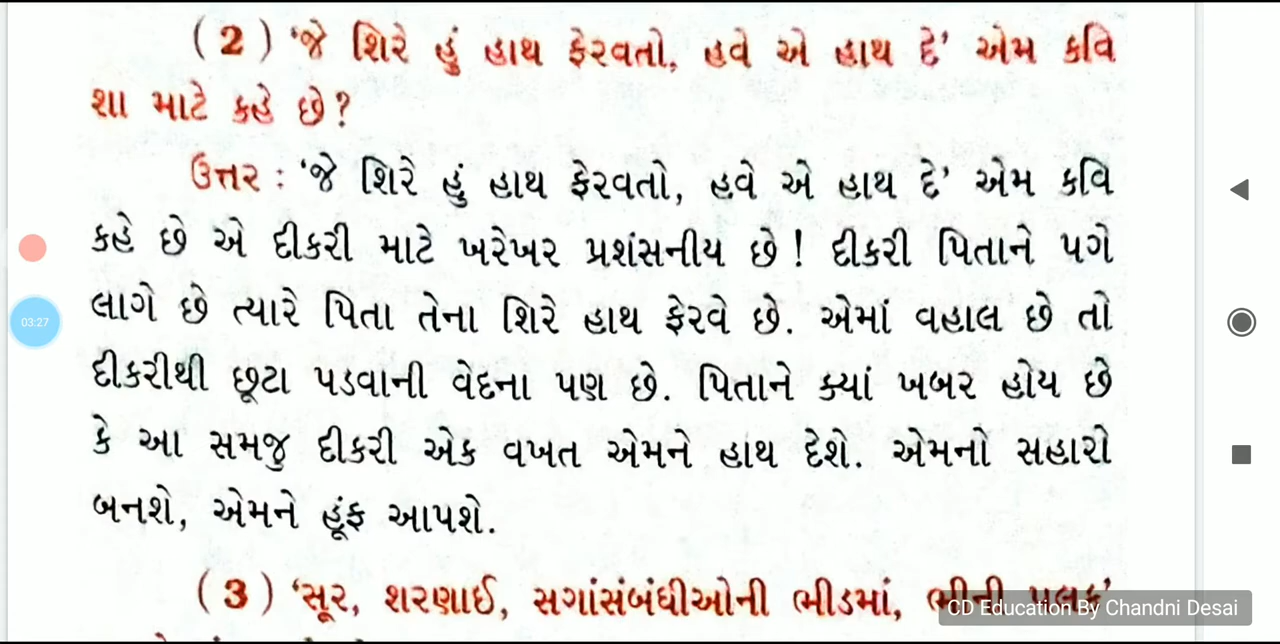 (2) 'જે શિરે હું હાથ ફેરવતો, હવે એ હાથ દે' એમ કવિ
શા માટે કહે છે?
ઉત્તર : 'જે શિરે હું હાથ ફેરવતો, હવે એ હાથ દે' એમ કવિ
કહે છે એ દીકરી માટે ખરેખર પ્રશંસનીય છે! દીકરી પિતાને પગે
લાગે છે ત્યારે પિતા તેના શિરે હાથ ફેરવે છે. એમાં વહાલ છે તો
03:27
દીકરીથી છૂટા પડવાની વેદના પણ છે. પિતાને ક્યાં ખબર હોય છે
કે આ સમજુ દીકરી એક વખત એમને હાથ દેશે. એમનો સહારો
બનશે, એમને હૂંફ આપશે.
(3) 'સૂર, શરણાઈ, સગાંસંબંધીઓની ભીડમાં, ભીની પલક'
CD Education By Chandni Desai